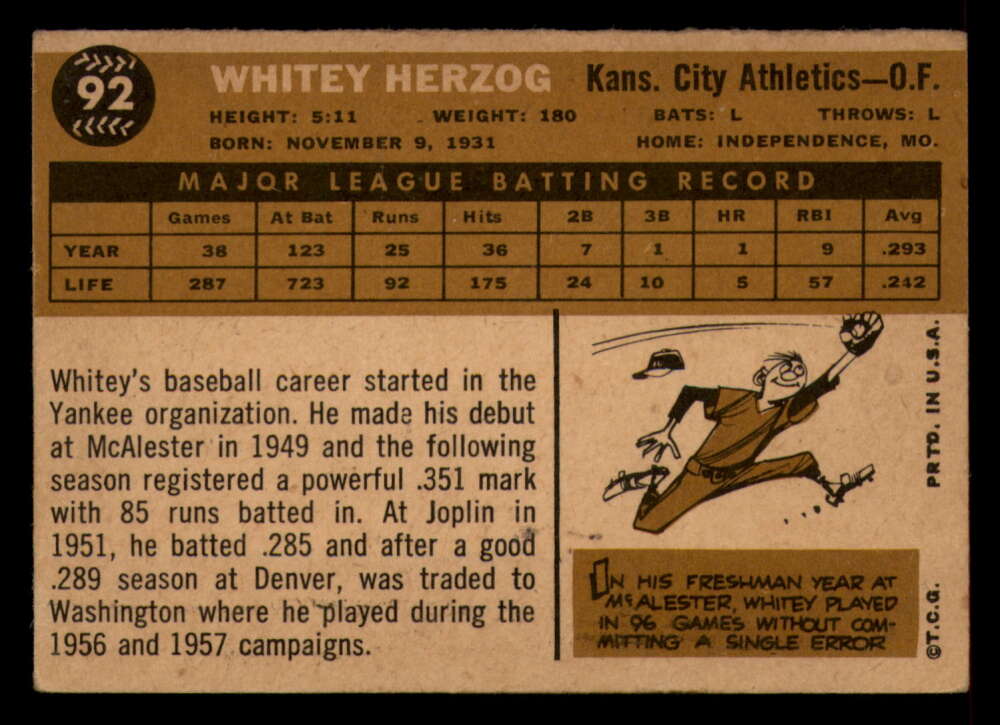 92
WHITEY HERZOG Kans. City Athletics—O.F.
HEIGHT: 5:11 WEIGHT: 180 BATS: L THROWS: L
BORN: NOVEMBER 9, 1931 HOME: INDEPENDENCE, MO.
MAJOR LEAGUE BATTING RECORD
Games At Bat Runs Hits 2B 3B HR RBI Avg
YEAR 38 123 25 36 7 1 1 9 .293
LIFE 287 723 92 175 24 10 5 57 .242
Whitey's baseball career started in the
Yankee organization. He made his debut
at McAlester in 1949 and the following
season registered a powerful .351 mark
with 85 runs batted in. At Joplin in
1951, he batted .285 and after a good
.289 season at Denver, was traded to
Washington where he played during the
1956 and 1957 campaigns.
IN HIS FRESHMAN YEAR AT
McALESTER, WHITEY PLAYED
IN 96 GAMES WITHOUT COM-
MITTING A SINGLE ERROR
©T.C.G. PRT'D. IN U.S.A.